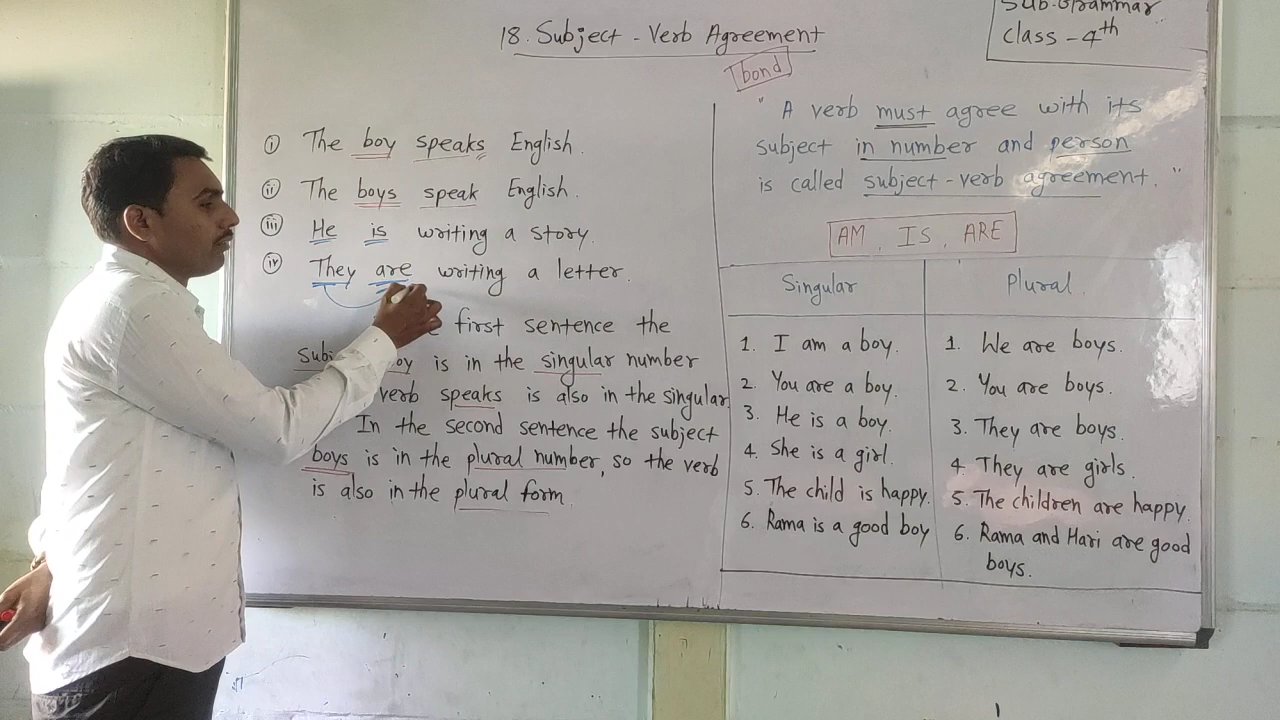 Sub-Grammar
Class - 4th
18. Subject - Verb Agreement
bond
(i) The boy speaks English.
(ii) The boys speak English.
(iii) He is writing a story.
(iv) They are writing a letter.
first sentence the
is in the singular number
verb speaks is also in the singular
In the second sentence the subject
boys is in the plural number, so the verb
is also in the plural form.
" A verb must agree with its
subject in number and person
is called subject-verb agreement. "
AM, IS, ARE
Singular
1. I am a boy.
2. You are a boy.
3. He is a boy.
4. She is a girl.
5. The child is happy.
6. Rama is a good boy
Plural
1. We are boys.
2. You are boys.
3. They are boys.
4. They are girls.
5. The children are happy.
6. Rama and Hari are good
boys.